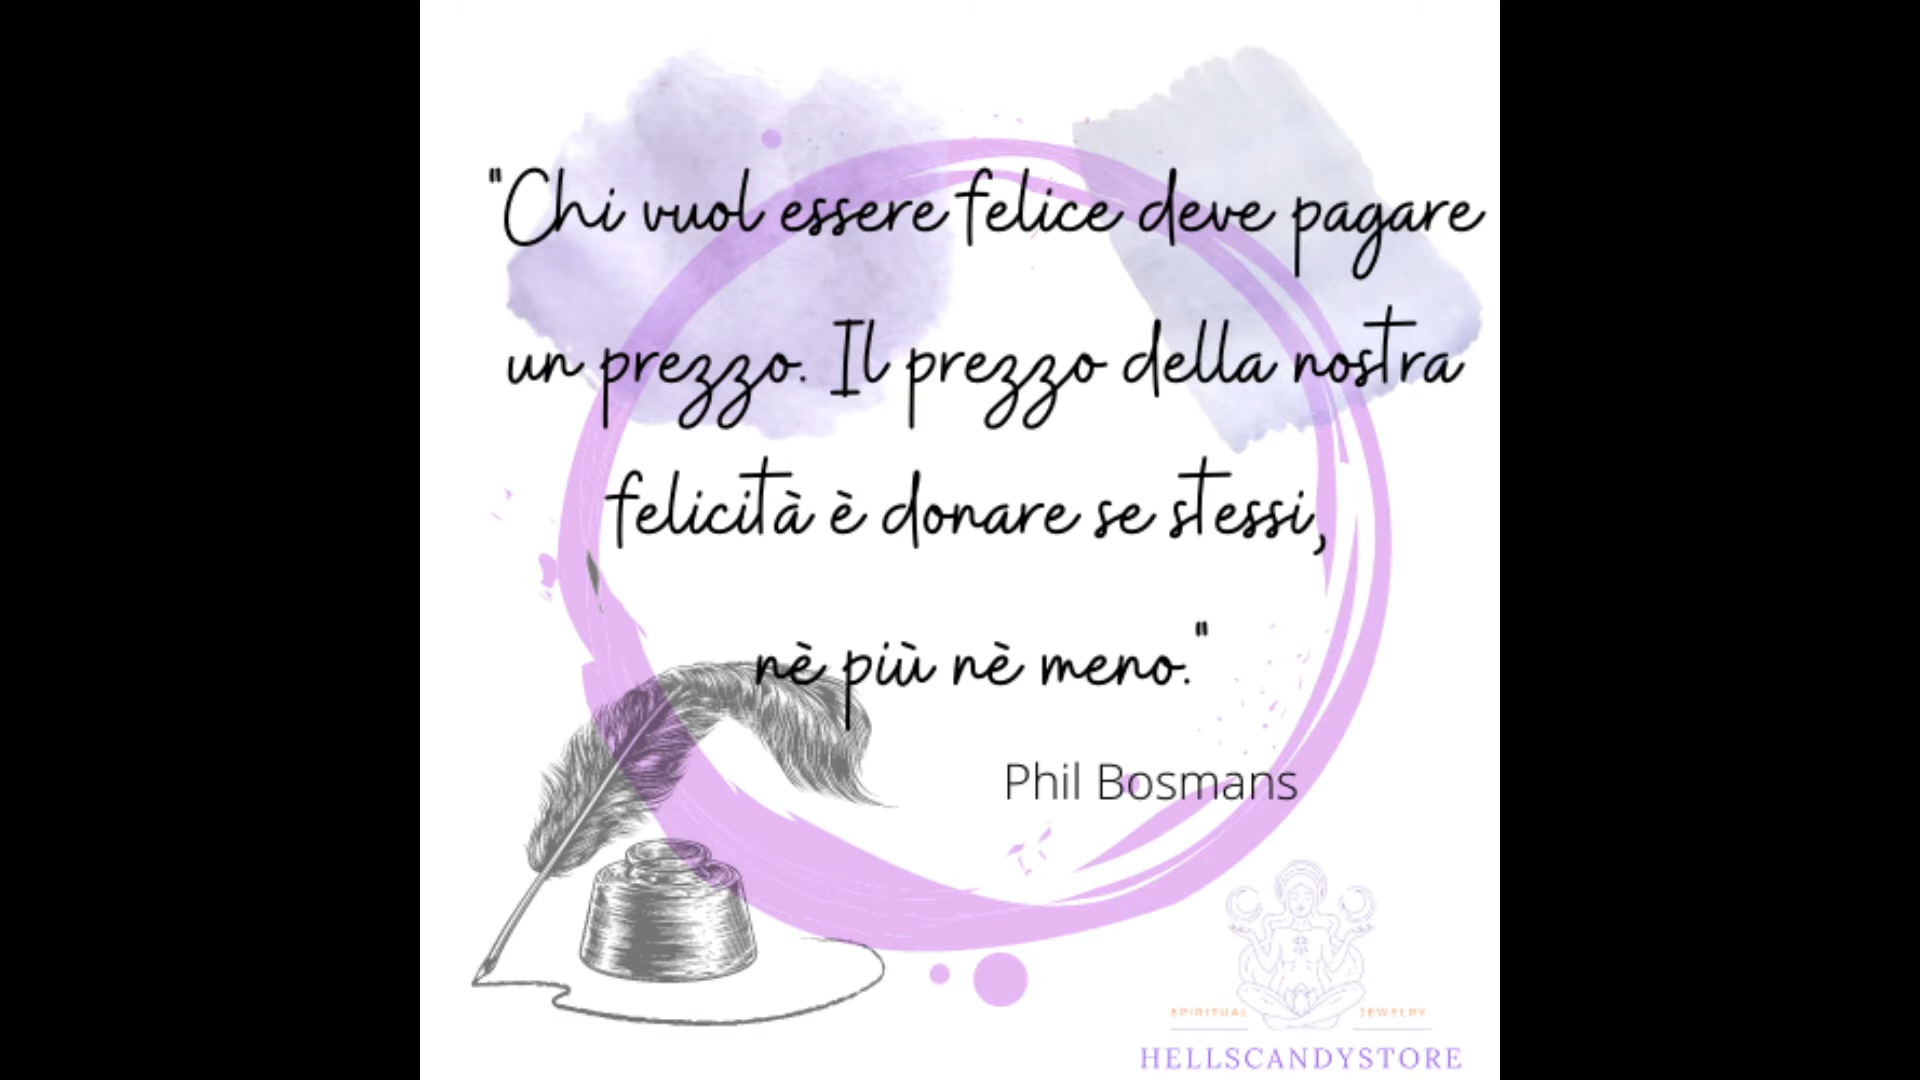 "Chi vuol essere felice deve pagare
un prezzo. Il prezzo della nostra
felicità è donare se stessi,
nè più nè meno."
Phil Bosmans
SPIRITUAL JEWELRY
HELLSCANDYSTORE